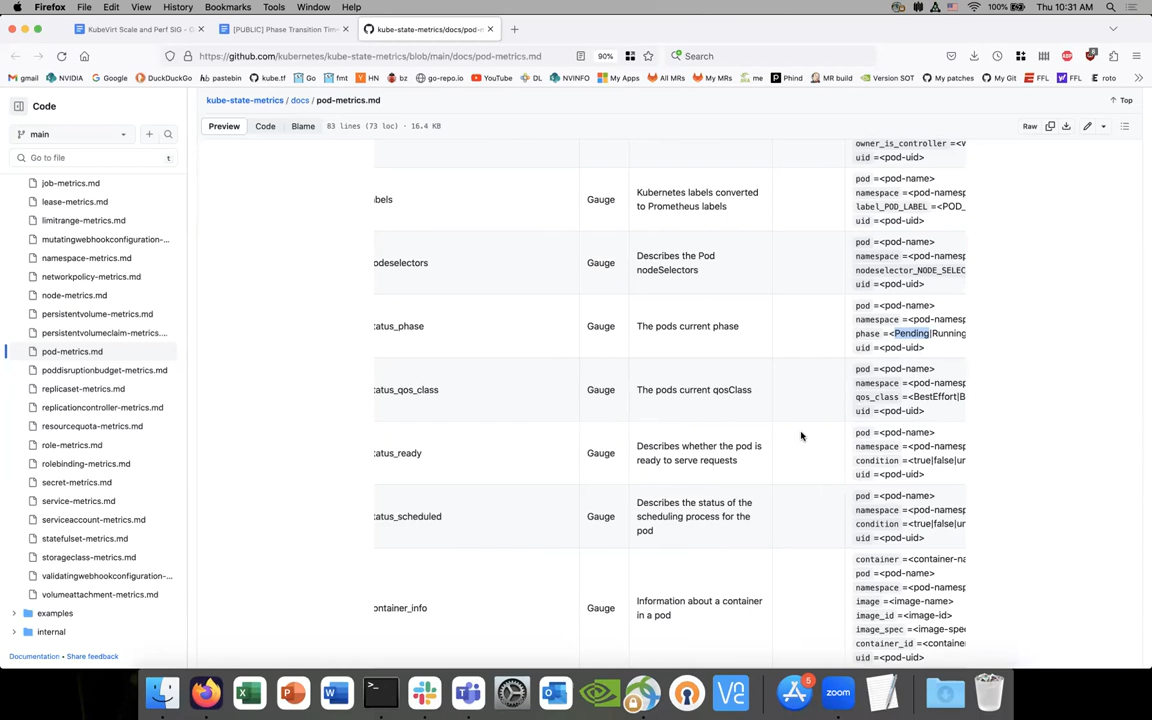 Firefox File Edit View History Bookmarks Tools Window Help 100% Thu 10:31 AM
KubeVirt Scale and Perf SIG - G × [PUBLIC] Phase Transition Time × kube-state-metrics/docs/pod-m ×
https://github.com/kubernetes/kube-state-metrics/blob/main/docs/pod-metrics.md 90% Search
gmail NVIDIA Google DuckDuckGo pastebin kube.tf Go fmt HN bz go-repo.io YouTube DL NVINFO My Apps All MRs My MRs me Phind MR build Version SOT My patches My Git FFL FFL eroto
Code
kube-state-metrics / docs / pod-metrics.md
Top
main
Preview Code Blame 83 lines (73 loc) · 16.4 KB
Raw
Go to file t
job-metrics.md
lease-metrics.md
limitrange-metrics.md
mutatingwebhookconfiguration-...
namespace-metrics.md
networkpolicy-metrics.md
node-metrics.md
persistentvolume-metrics.md
persistentvolumeclaim-metrics....
pod-metrics.md
poddisruptionbudget-metrics.md
replicaset-metrics.md
replicationcontroller-metrics.md
resourcequota-metrics.md
role-metrics.md
rolebinding-metrics.md
secret-metrics.md
service-metrics.md
serviceaccount-metrics.md
statefulset-metrics.md
storageclass-metrics.md
validatingwebhookconfiguration-...
volumeattachment-metrics.md
examples
internal
Documentation • Share feedback
owner_is_controller =<w
uid =<pod-uid>
abels
Gauge
Kubernetes labels converted
to Prometheus labels
pod =<pod-name>
namespace =<pod-namesp
label_POD_LABEL =<POD_
uid =<pod-uid>
odeselectors
Gauge
Describes the Pod
nodeSelectors
pod =<pod-name>
namespace =<pod-namesp
nodeselector_NODE_SELEC
uid =<pod-uid>
tatus_phase
Gauge
The pods current phase
pod =<pod-name>
namespace =<pod-namesp
phase =<Pending|Running
uid =<pod-uid>
tatus_qos_class
Gauge
The pods current qosClass
pod =<pod-name>
namespace =<pod-namesp
qos_class =<BestEffort|B
uid =<pod-uid>
tatus_ready
Gauge
Describes whether the pod is
ready to serve requests
pod =<pod-name>
namespace =<pod-namesp
condition =<true|false|un
uid =<pod-uid>
tatus_scheduled
Gauge
Describes the status of the
scheduling process for the
pod
pod =<pod-name>
namespace =<pod-namesp
condition =<true|false|un
uid =<pod-uid>
ontainer_info
Gauge
Information about a container
in a pod
container =<container-na
pod =<pod-name>
namespace =<pod-namesp
image =<image-name>
image_id =<image-id>
image_spec =<image-spec
container_id =<containe
uid =<pod-uid>
5
zoom